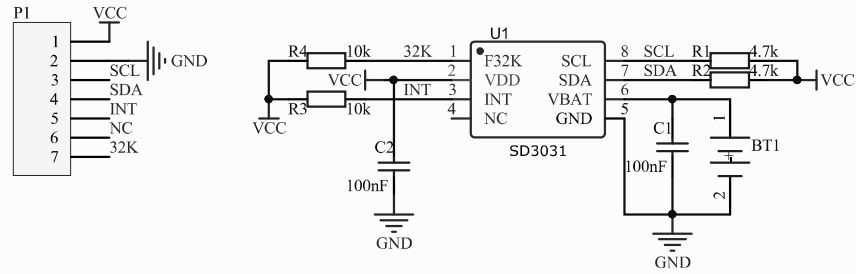 P1
VCC
1
2 GND
3 SCL
4 SDA
5 INT
6 NC
7 32K
U1
SD3031
R4 10k 32K 1 F32K
VCC 2 VDD
R3 10k INT 3 INT
4 NC
VCC
C2
100nF
GND
SCL 8 SCL R1 4.7k
SDA 7 SDA R2 4.7k
VCC
VBAT 6
GND 5
C1
100nF
1
+
BT1
2
GND